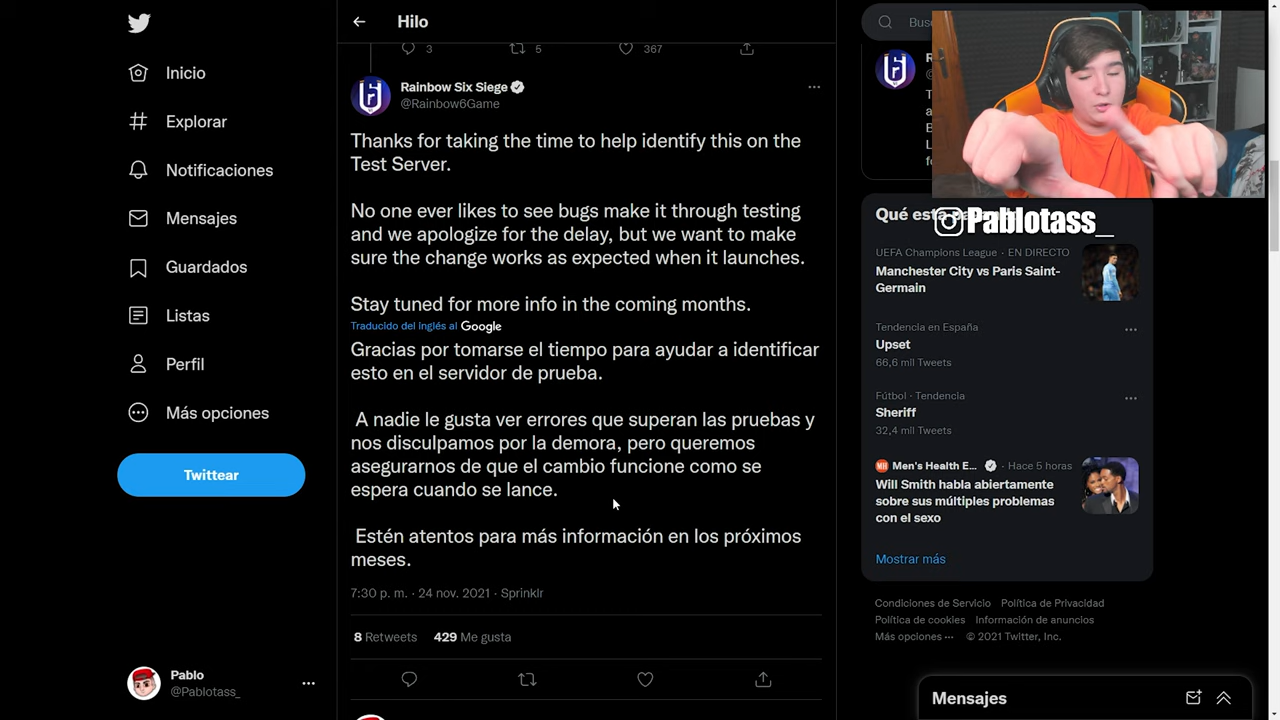 Hilo
Inicio
Explorar
Notificaciones
Mensajes
Guardados
Listas
Perfil
Más opciones
Twittear
Pablo
@Pablotass_
3
5
367
Rainbow Six Siege
@Rainbow6Game
Thanks for taking the time to help identify this on the
Test Server.
No one ever likes to see bugs make it through testing
and we apologize for the delay, but we want to make
sure the change works as expected when it launches.
Stay tuned for more info in the coming months.
Traducido del inglés al Google
Gracias por tomarse el tiempo para ayudar a identificar
esto en el servidor de prueba.
A nadie le gusta ver errores que superan las pruebas y
nos disculpamos por la demora, pero queremos
asegurarnos de que el cambio funcione como se
espera cuando se lance.
Estén atentos para más información en los próximos
meses.
7:30 p. m. · 24 nov. 2021 · Sprinklr
8 Retweets 429 Me gusta
Pablotass_
UEFA Champions League · EN DIRECTO
Manchester City vs Paris Saint-
Germain
Tendencia en España
Upset
66,6 mil Tweets
Fútbol · Tendencia
Sheriff
32,4 mil Tweets
Men's Health E... · Hace 5 horas
Will Smith habla abiertamente
sobre sus múltiples problemas
con el sexo
Mostrar más
Condiciones de Servicio Política de Privacidad
Política de cookies Información de anuncios
Más opciones ··· © 2021 Twitter, Inc.
Mensajes